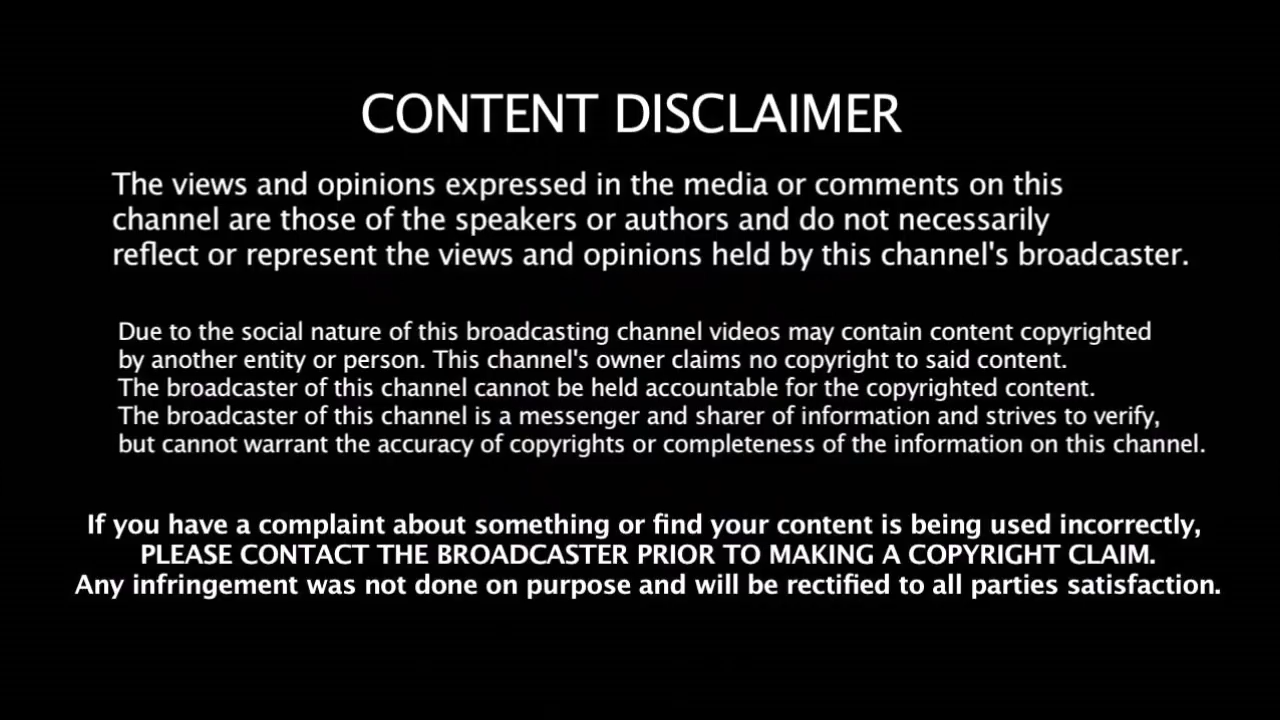 CONTENT DISCLAIMER
The views and opinions expressed in the media or comments on this
channel are those of the speakers or authors and do not necessarily
reflect or represent the views and opinions held by this channel's broadcaster.
Due to the social nature of this broadcasting channel videos may contain content copyrighted
by another entity or person. This channel's owner claims no copyright to said content.
The broadcaster of this channel cannot be held accountable for the copyrighted content.
The broadcaster of this channel is a messenger and sharer of information and strives to verify,
but cannot warrant the accuracy of copyrights or completeness of the information on this channel.
If you have a complaint about something or find your content is being used incorrectly,
PLEASE CONTACT THE BROADCASTER PRIOR TO MAKING A COPYRIGHT CLAIM.
Any infringement was not done on purpose and will be rectified to all parties satisfaction.